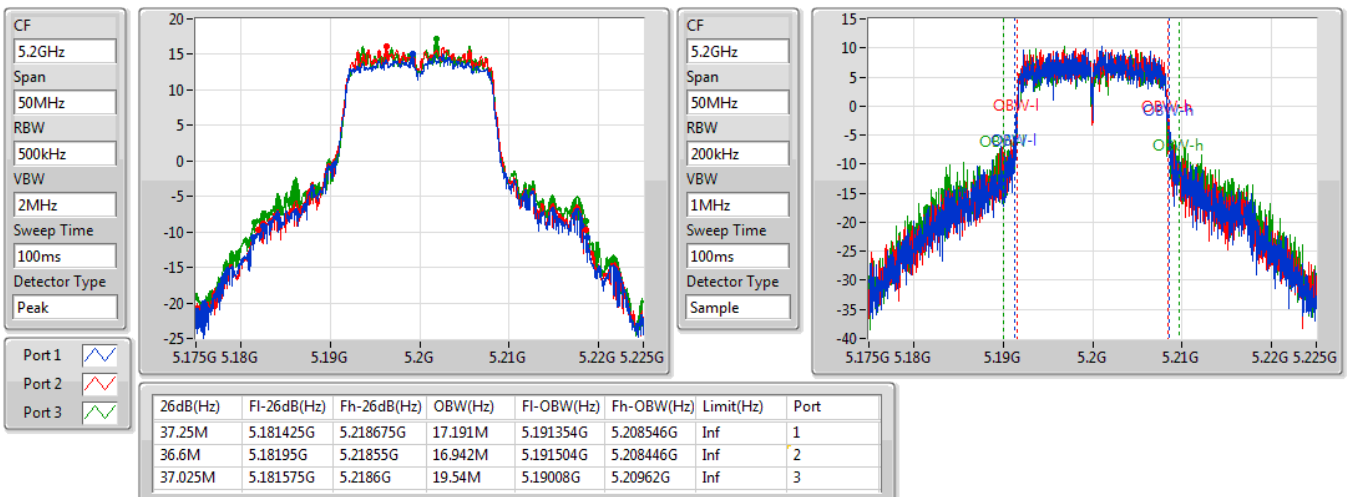 CF
5.2GHz
Span
50MHz
RBW
500kHz
VBW
2MHz
Sweep Time
100ms
Detector Type
Peak
20-
15-
10-
5-
0-
-5-
-10-
-15-
-20-
-25-
5.175G 5.18G 5.19G 5.2G 5.21G 5.22G 5.225G
CF
5.2GHz
Span
50MHz
RBW
200kHz
VBW
1MHz
Sweep Time
100ms
Detector Type
Sample
15-
10-
5-
0-
-5-
-10-
-15-
-20-
-25-
-30-
-35-
-40-
OBW-l
OBW-h
OBW-h
OBW-l
OBW-h
5.175G 5.18G 5.19G 5.2G 5.21G 5.22G 5.225G
Port 1
Port 2
Port 3
26dB(Hz) Fl-26dB(Hz) Fh-26dB(Hz) OBW(Hz) Fl-OBW(Hz) Fh-OBW(Hz) Limit(Hz) Port
37.25M 5.181425G 5.218675G 17.191M 5.191354G 5.208546G Inf 1
36.6M 5.18195G 5.21855G 16.942M 5.191504G 5.208446G Inf 2
37.025M 5.181575G 5.2186G 19.54M 5.19008G 5.20962G Inf 3